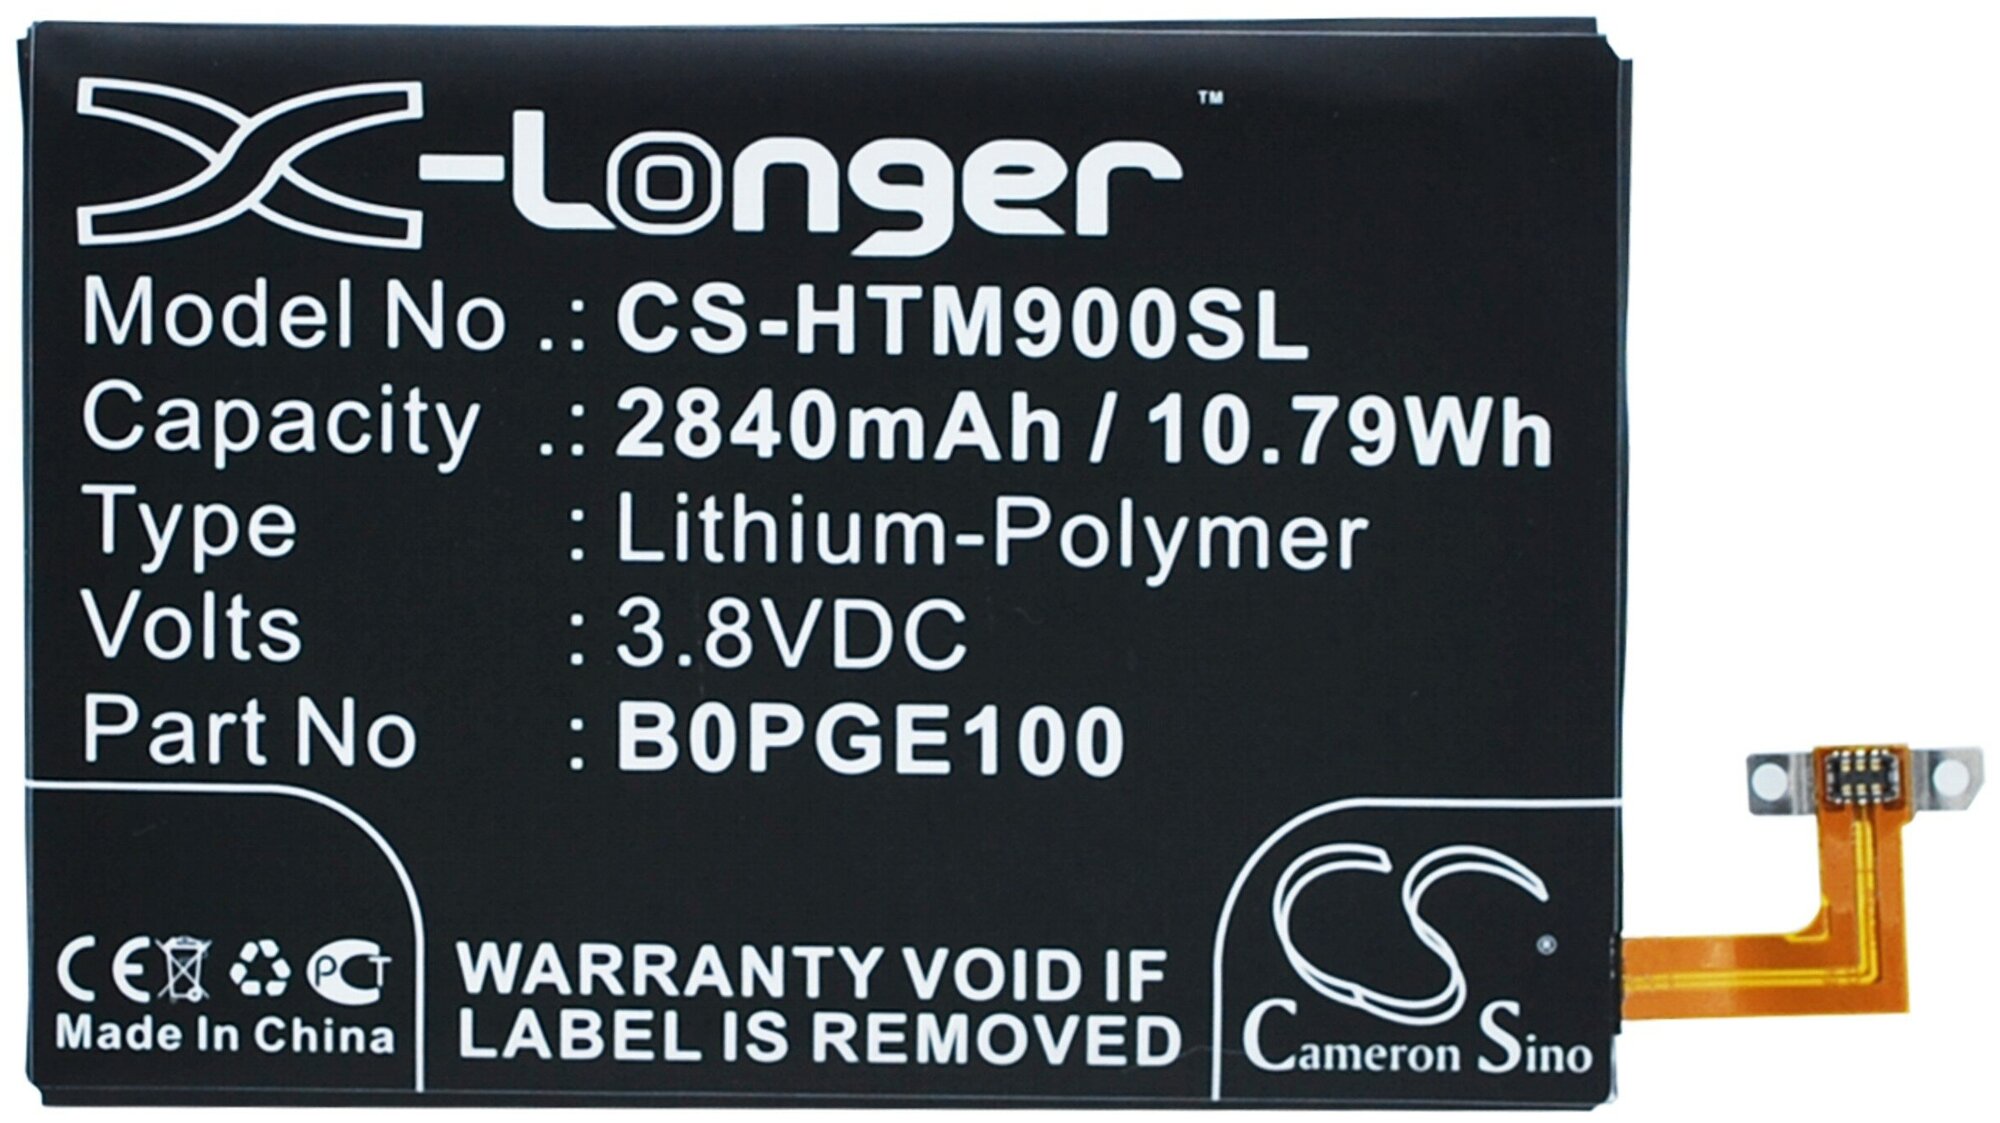 X-Longer™
Model No .: CS-HTM900SL
Capacity .: 2840mAh / 10.79Wh
Type : Lithium-Polymer
Volts : 3.8VDC
Part No : B0PGE100
CE PCT
Made In China
WARRANTY VOID IF
LABEL IS REMOVED
CS®
Cameron Sino